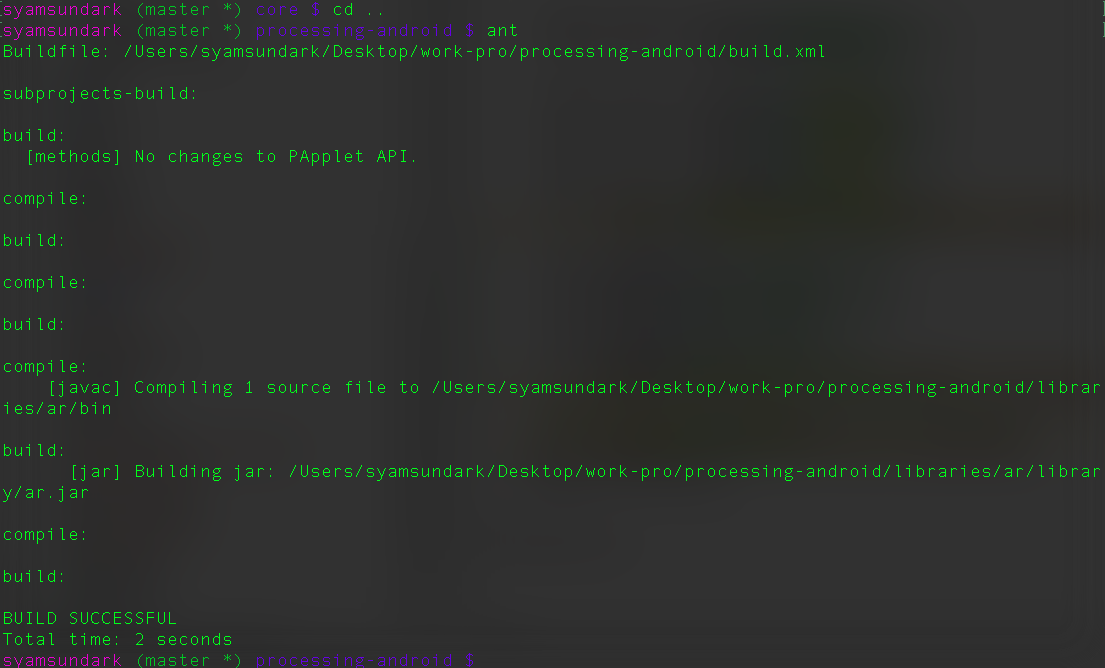 [syamsundark (master *) core $ cd ..
[syamsundark (master *) processing-android $ ant
Buildfile: /Users/syamsundark/Desktop/work-pro/processing-android/build.xml
subprojects-build:
build:
[methods] No changes to PApplet API.
compile:
build:
compile:
build:
compile:
[javac] Compiling 1 source file to /Users/syamsundark/Desktop/work-pro/processing-android/librar
ies/ar/bin
build:
[jar] Building jar: /Users/syamsundark/Desktop/work-pro/processing-android/libraries/ar/librar
y/ar.jar
compile:
build:
BUILD SUCCESSFUL
Total time: 2 seconds
syamsundark (master *) processing-android $